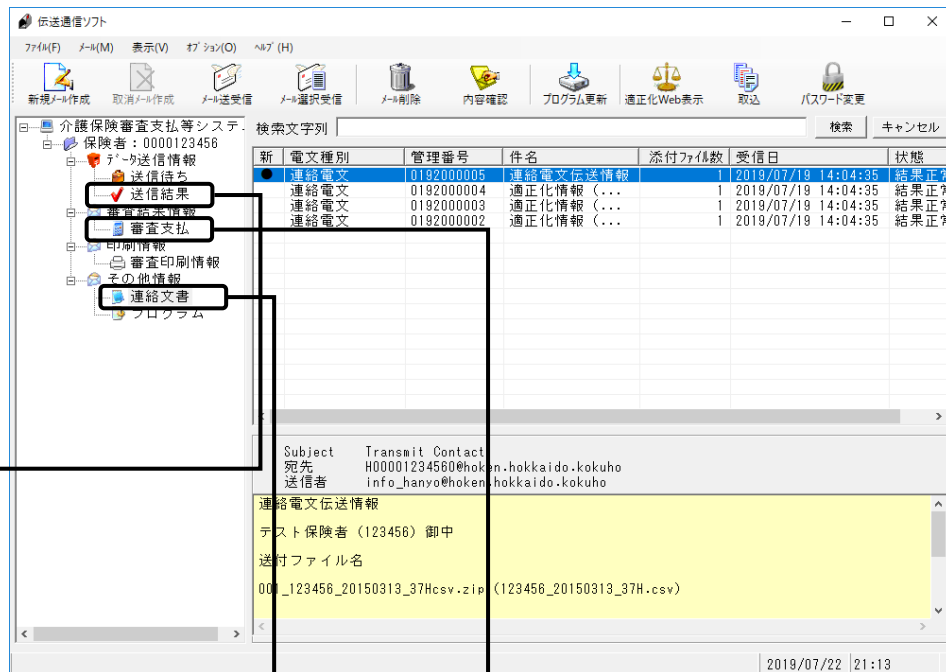 伝送通信ソフト
ファイル(F) メール(M) 表示(V) オプション(O) ヘルプ(H)
新規メール作成 取消メール作成 メール送受信 メール選択受信 メール削除 内容確認 プログラム更新 適正化Web表示 取込 パスワード変更
介護保険審査支払等システ.
保険者：0000123456
データ送信情報
送信待ち
送信結果
審査結果情報
審査支払
印刷情報
審査印刷情報
その他情報
連絡文書
プログラム
検索文字列 検索 キャンセル
新 電文種別 管理番号 件名 添付ファイル数 受信日 状態
● 連絡電文 0192000005 連絡電文伝送情報 1 2019/07/19 14:04:35 結果正常
連絡電文 0192000004 適正化情報（... 1 2019/07/19 14:04:35 結果正常
連絡電文 0192000003 適正化情報（... 1 2019/07/19 14:04:35 結果正常
連絡電文 0192000002 適正化情報（... 1 2019/07/19 14:04:35 結果正常
Subject Transmit Contact
宛先 H00001234560@hoken.hokkaido.kokuho
送信者 info_hanyo@hoken.hokkaido.kokuho
連絡電文伝送情報
テスト保険者（123456）御中
送付ファイル名
001_123456_20150313_37Hcsv.zip (123456_20150313_37H.csv)
2019/07/22 21:13